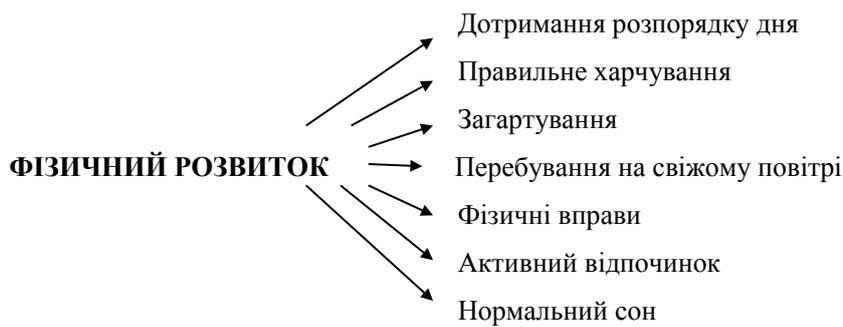 Дотримання розпорядку дня
Правильне харчування
Загартування
ФІЗИЧНИЙ РОЗВИТОК
Перебування на свіжому повітрі
Фізичні вправи
Активний відпочинок
Нормальний сон